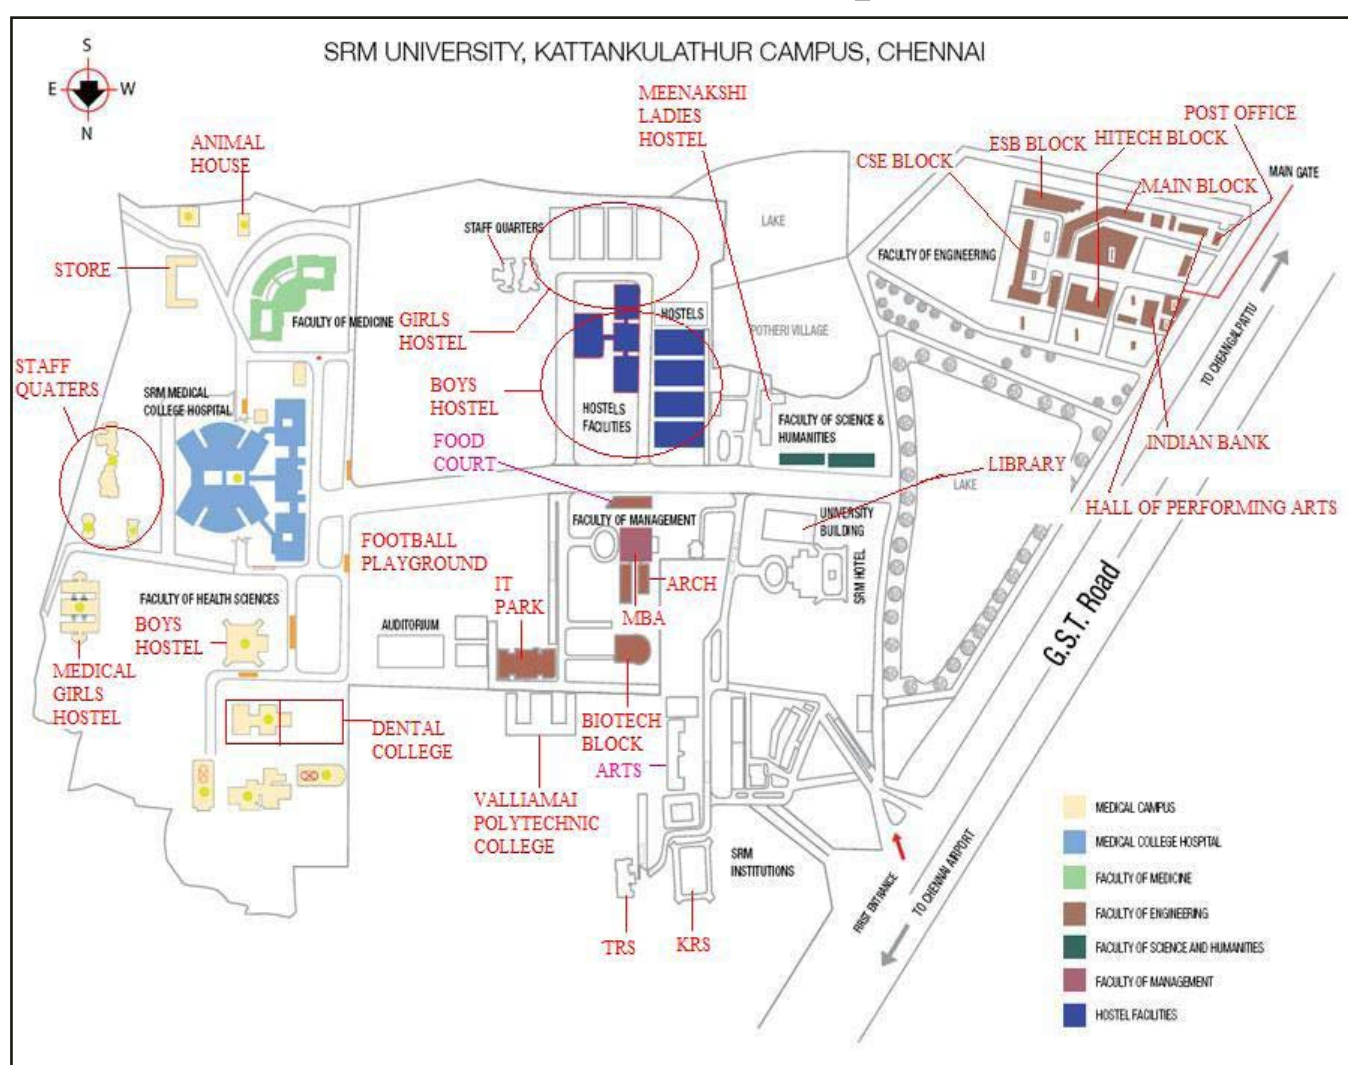 SRM UNIVERSITY, KATTANKULATHUR CAMPUS, CHENNAI
S
E
W
N
ANIMAL
HOUSE
MEENAKSHI
LADIES
HOSTEL
POST OFFICE
HITECH BLOCK
ESB BLOCK
CSE BLOCK
MAIN GATE
MAIN BLOCK
STAFF QUARTERS
LAKE
FACULTY OF ENGINEERING
STORE
FACULTY OF MEDICINE
GIRLS
HOSTEL
HOSTELS
POTHERI VILLAGE
TO CHEANGALPATTU
STAFF
QUATERS
SRM MEDICAL
COLLEGE HOSPITAL
BOYS
HOSTEL
HOSTELS
FACILITIES
FACULTY OF SCIENCE &
HUMANITIES
FOOD
COURT
INDIAN BANK
LIBRARY
LAKE
HALL OF PERFORMING ARTS
FACULTY OF MANAGEMENT
UNIVERSITY
BUILDING
FOOTBALL
PLAYGROUND
SRM HOTEL
IT
PARK
ARCH
MBA
FACULTY OF HEALTH SCIENCES
BOYS
HOSTEL
AUDITORIUM
G.S.T. Road
MEDICAL
GIRLS
HOSTEL
DENTAL
COLLEGE
BIOTECH
BLOCK
ARTS
VALLIAMAI
POLYTECHNIC
COLLEGE
SRM
INSTITUTIONS
FIRST ENTRANCE
TO CHENNAI AIRPORT
TRS
KRS
MEDICAL CAMPUS
MEDICAL COLLEGE HOSPITAL
FACULTY OF MEDICINE
FACULTY OF ENGINEERING
FACULTY OF SCIENCE AND HUMANITIES
FACULTY OF MANAGEMENT
HOSTEL FACILITIES